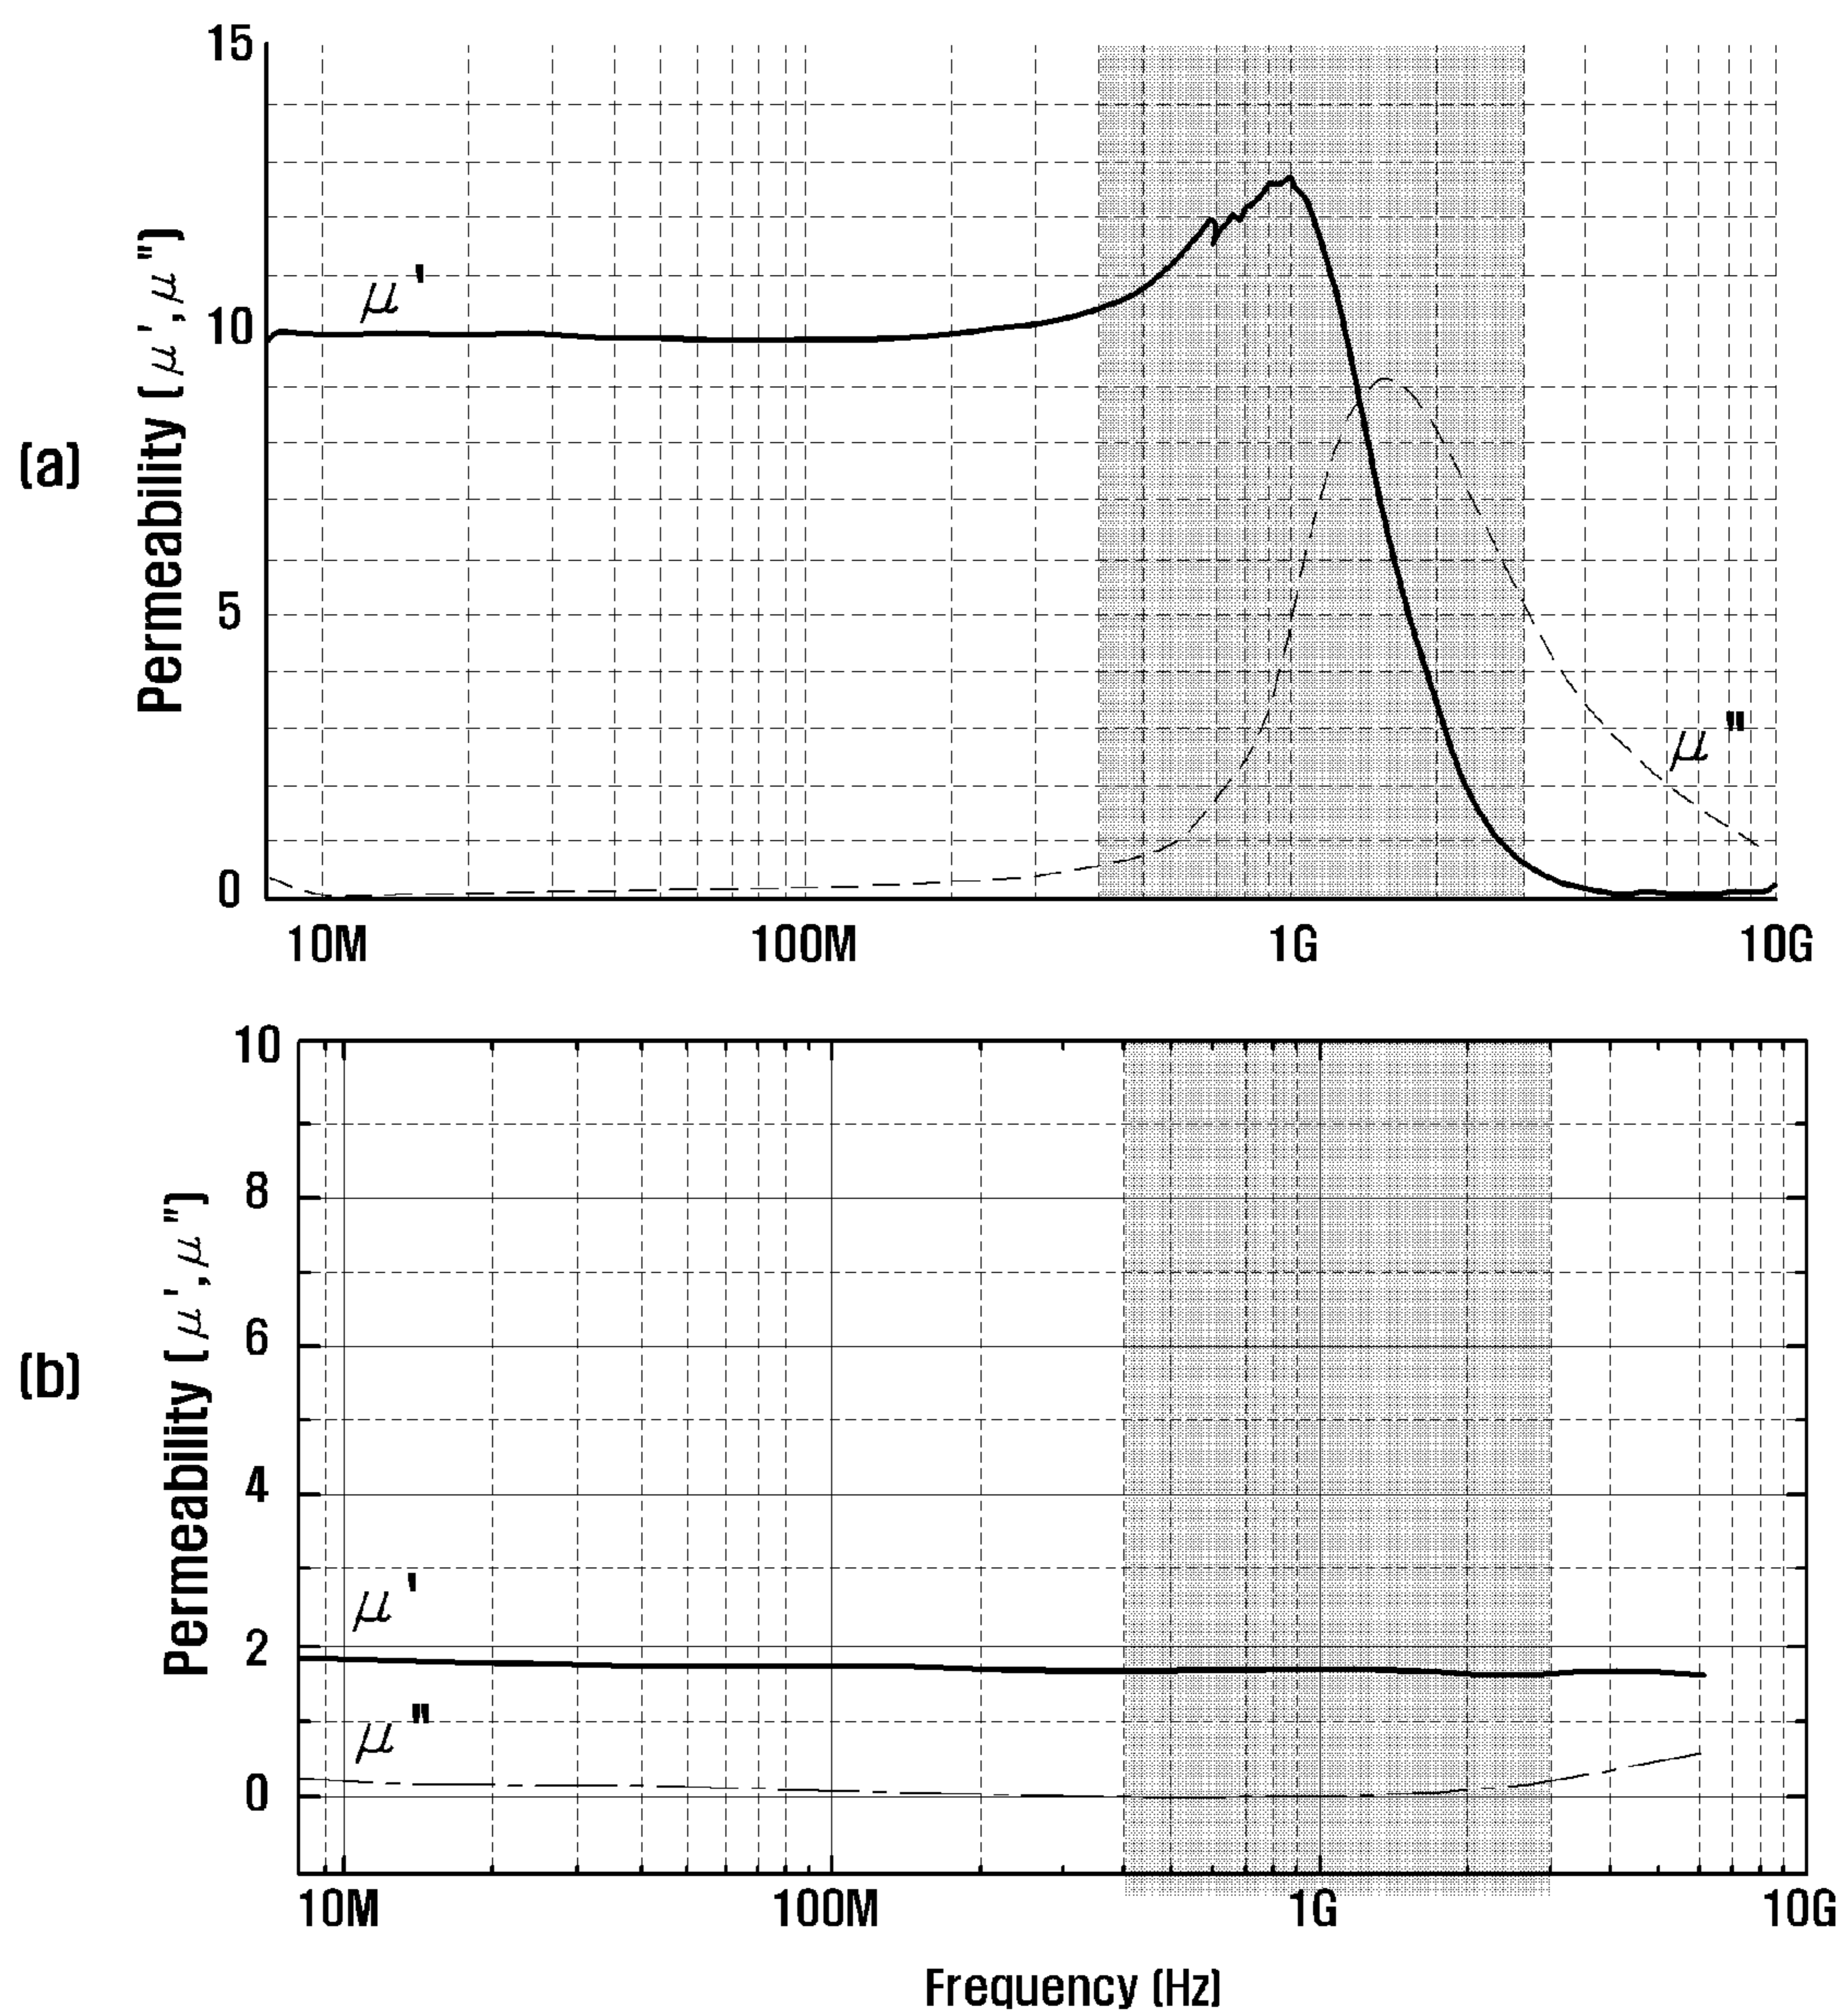 (a)
Permeability (μ', μ")
15
10
5
0
μ'
μ"
10M 100M 1G 10G
(b)
Permeability (μ', μ")
10
8
6
4
2
0
μ'
μ"
10M 100M 1G 10G
Frequency (Hz)